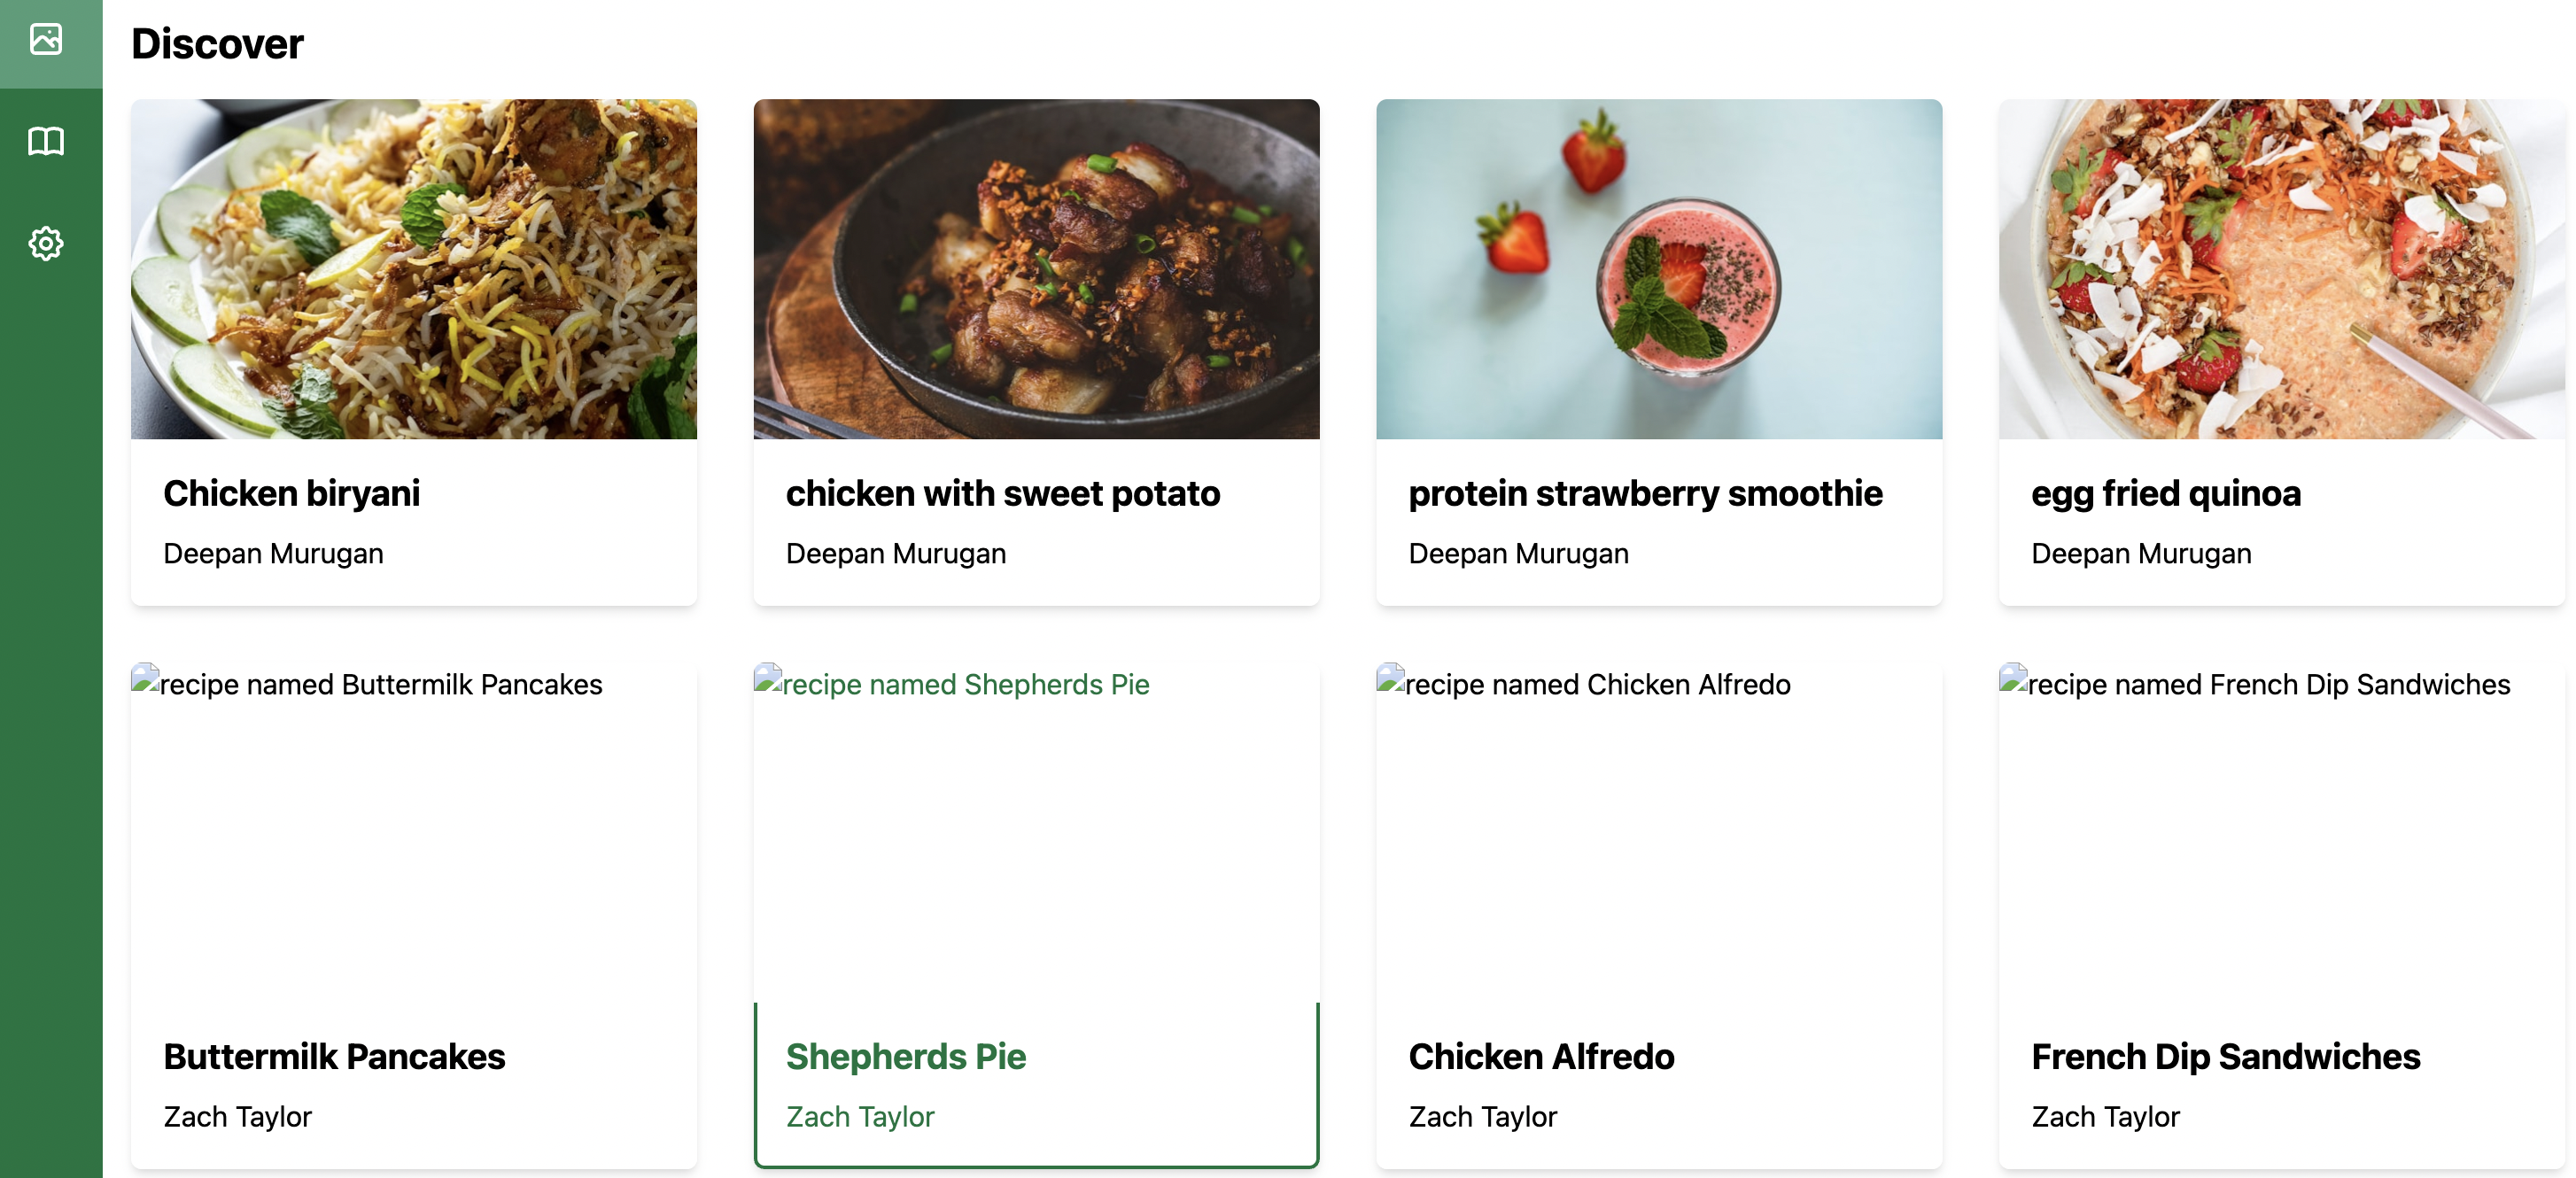 Discover
Chicken biryani
Deepan Murugan
chicken with sweet potato
Deepan Murugan
protein strawberry smoothie
Deepan Murugan
egg fried quinoa
Deepan Murugan
recipe named Buttermilk Pancakes
Buttermilk Pancakes
Zach Taylor
recipe named Shepherds Pie
Shepherds Pie
Zach Taylor
recipe named Chicken Alfredo
Chicken Alfredo
Zach Taylor
recipe named French Dip Sandwiches
French Dip Sandwiches
Zach Taylor